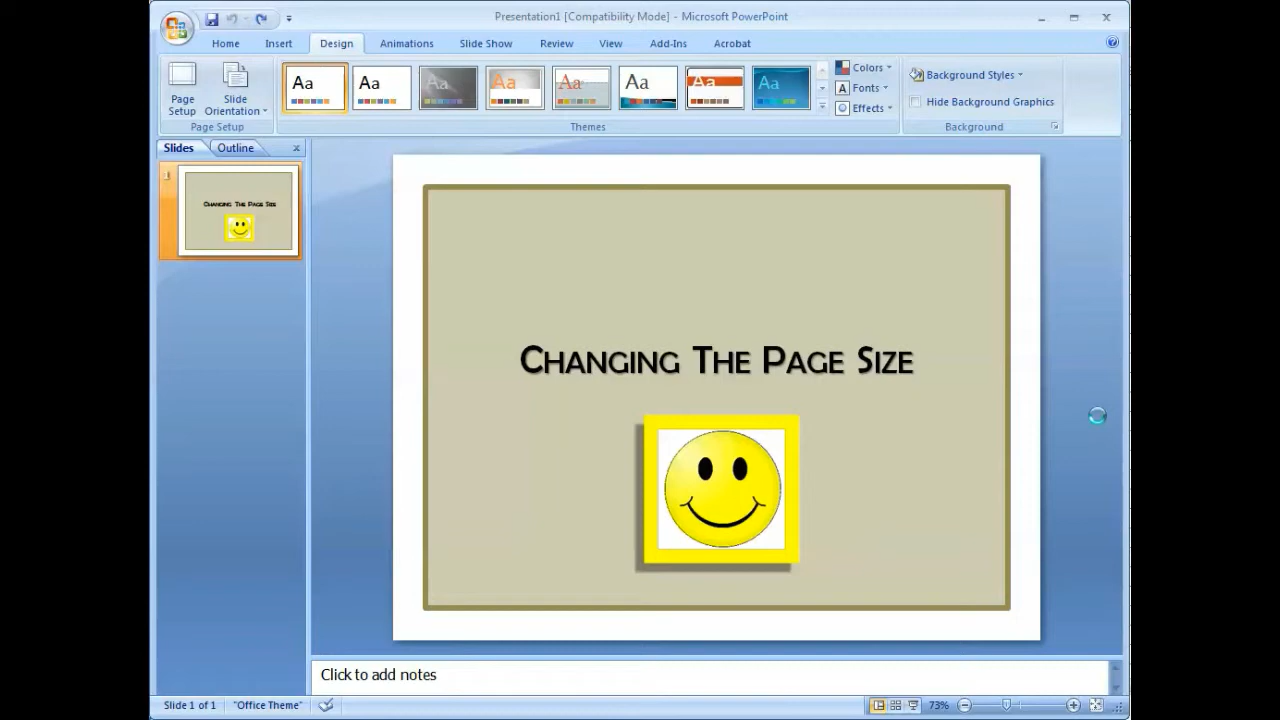 Presentation1 [Compatibility Mode] - Microsoft PowerPoint
Home Insert Design Animations Slide Show Review View Add-Ins Acrobat
Page Setup
Slide Orientation
Page Setup
Aa Aa Aa Aa Aa Aa Aa Aa
Themes
Colors
Fonts
Effects
Background Styles
Hide Background Graphics
Background
Slides Outline
1
Changing The Page Size
Changing The Page Size
Click to add notes
Slide 1 of 1 "Office Theme" 73%